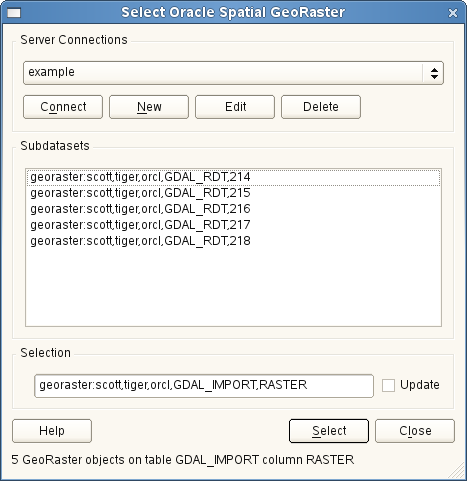 Select Oracle Spatial GeoRaster
Server Connections
example
Connect New Edit Delete
Subdatasets
georaster:scott,tiger,orcl,GDAL_RDT,214
georaster:scott,tiger,orcl,GDAL_RDT,215
georaster:scott,tiger,orcl,GDAL_RDT,216
georaster:scott,tiger,orcl,GDAL_RDT,217
georaster:scott,tiger,orcl,GDAL_RDT,218
Selection
georaster:scott,tiger,orcl,GDAL_IMPORT,RASTER Update
Help Select Close
5 GeoRaster objects on table GDAL_IMPORT column RASTER